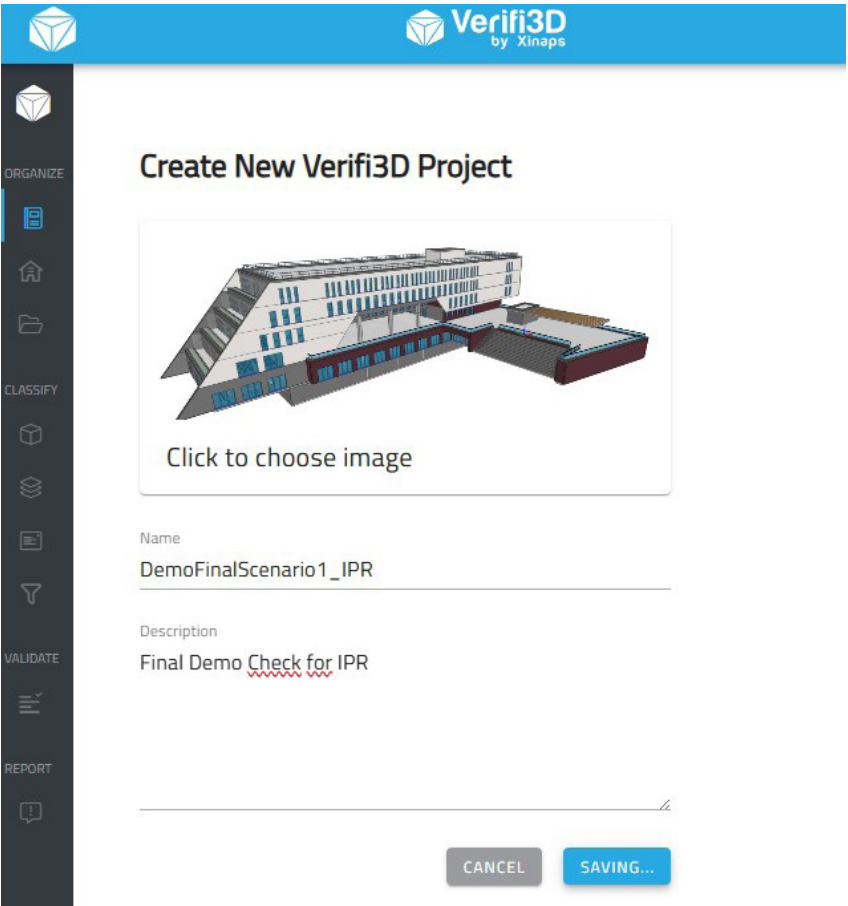 Verifi3D
by Xinaps
ORGANIZE
CLASSIFY
VALIDATE
REPORT
Create New Verifi3D Project
Click to choose image
Name
DemoFinalScenario1_IPR
Description
Final Demo Check for IPR
CANCEL
SAVING...